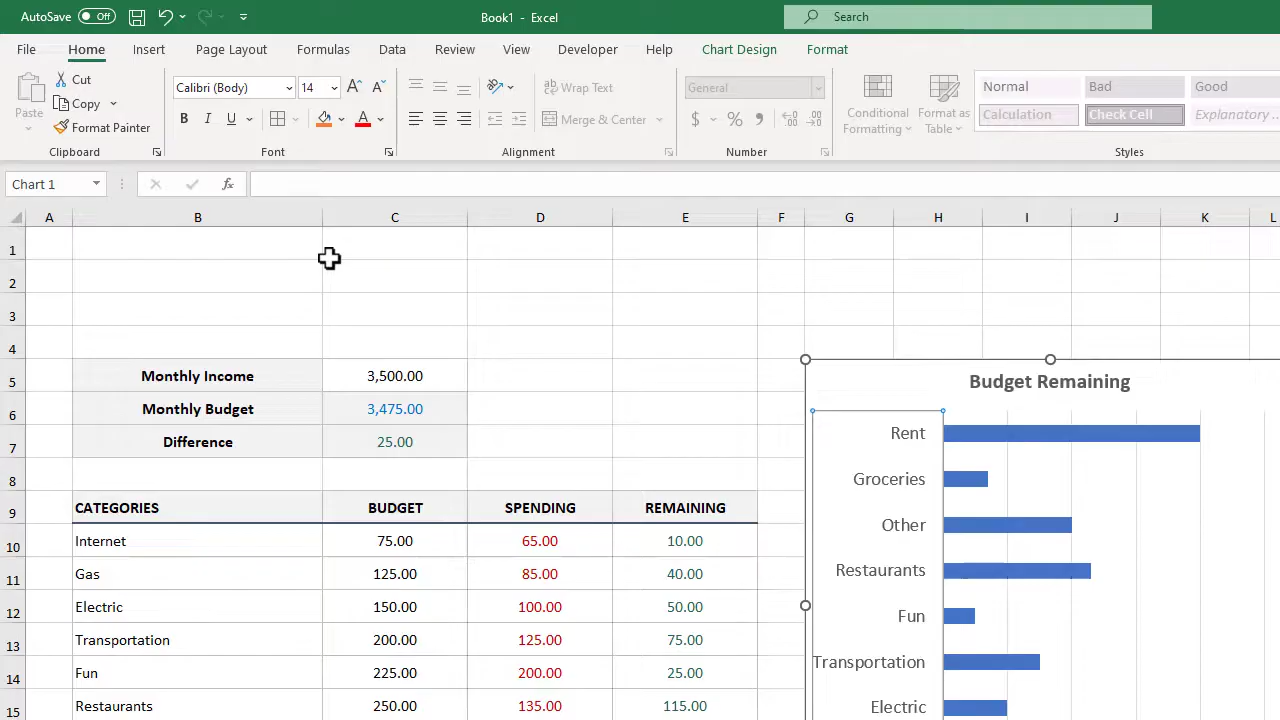 AutoSave Off Book1 - Excel Search
File Home Insert Page Layout Formulas Data Review View Developer Help Chart Design Format
Paste Cut Copy Format Painter Clipboard
Calibri (Body) 14 A A B I U A Font
ab Wrap Text Merge & Center Alignment
General $ % 9 Number
Conditional Formatting Format as Table
Normal Bad Good
Calculation Check Cell Explanatory ...
Styles
Chart 1 fx
A B C D E F G H I J K L
1
2
3
4
5 Monthly Income 3,500.00
6 Monthly Budget 3,475.00
7 Difference 25.00
8
9 CATEGORIES BUDGET SPENDING REMAINING
10 Internet 75.00 65.00 10.00
11 Gas 125.00 85.00 40.00
12 Electric 150.00 100.00 50.00
13 Transportation 200.00 125.00 75.00
14 Fun 225.00 200.00 25.00
15 Restaurants 250.00 135.00 115.00
Budget Remaining
Rent
Groceries
Other
Restaurants
Fun
Transportation
Electric